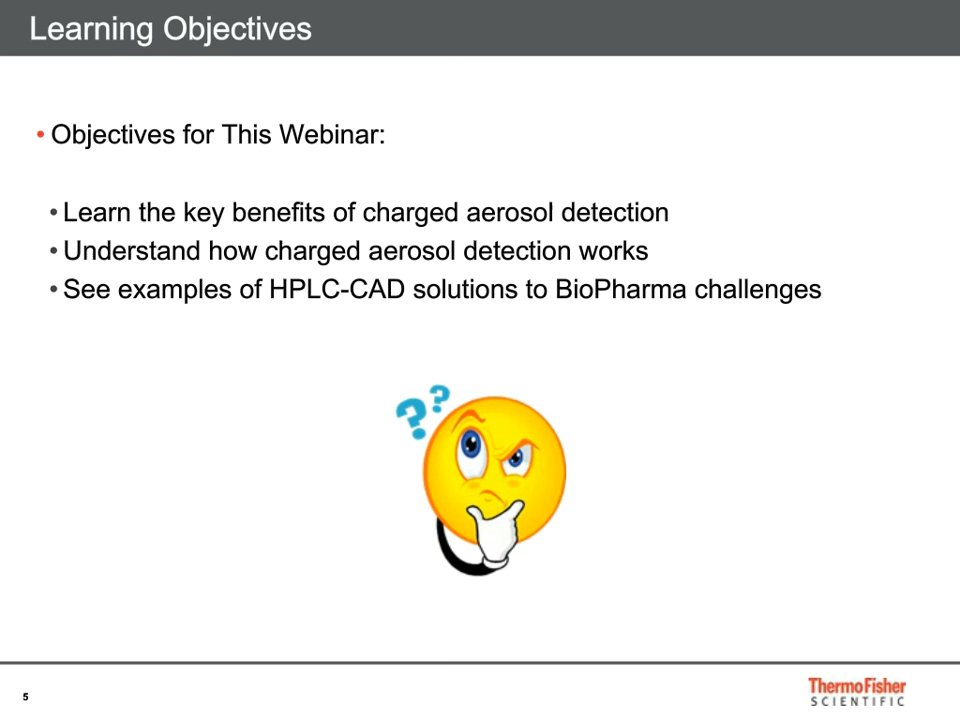 Learning Objectives
• Objectives for This Webinar:
• Learn the key benefits of charged aerosol detection
• Understand how charged aerosol detection works
• See examples of HPLC-CAD solutions to BioPharma challenges
??
5
ThermoFisher
SCIENTIFIC